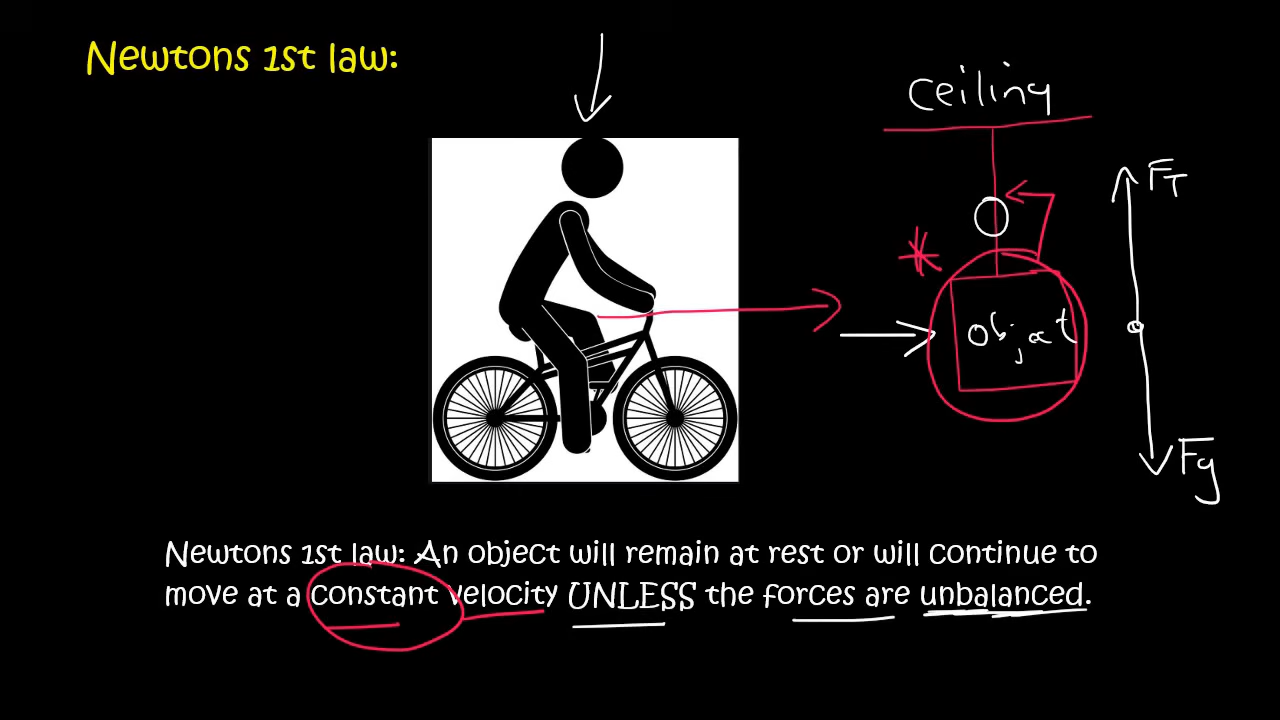 Newtons 1st law:
ceiling
FT
object
Fg
Newtons 1st law: An object will remain at rest or will continue to
move at a constant velocity UNLESS the forces are unbalanced.